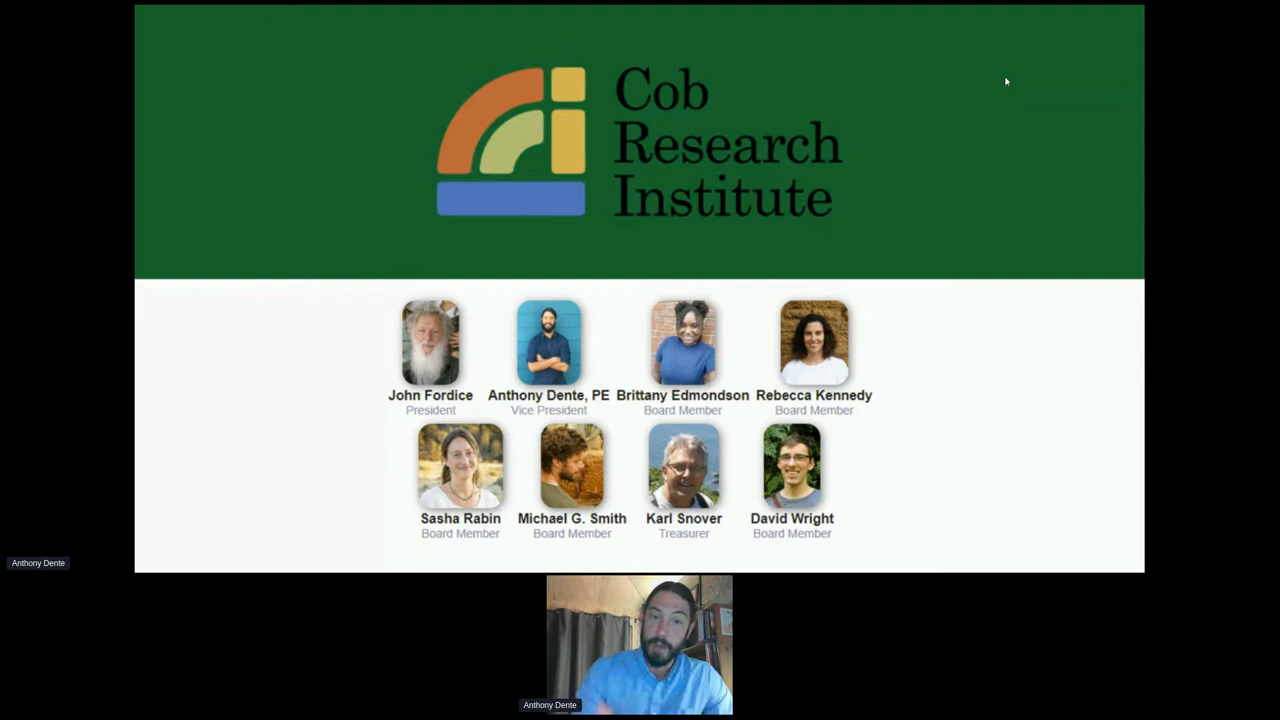 Cob
Research
Institute
John Fordice
President
Anthony Dente, PE
Vice President
Brittany Edmondson
Board Member
Rebecca Kennedy
Board Member
Sasha Rabin
Board Member
Michael G. Smith
Board Member
Karl Snover
Treasurer
David Wright
Board Member
Anthony Dente
Anthony Dente